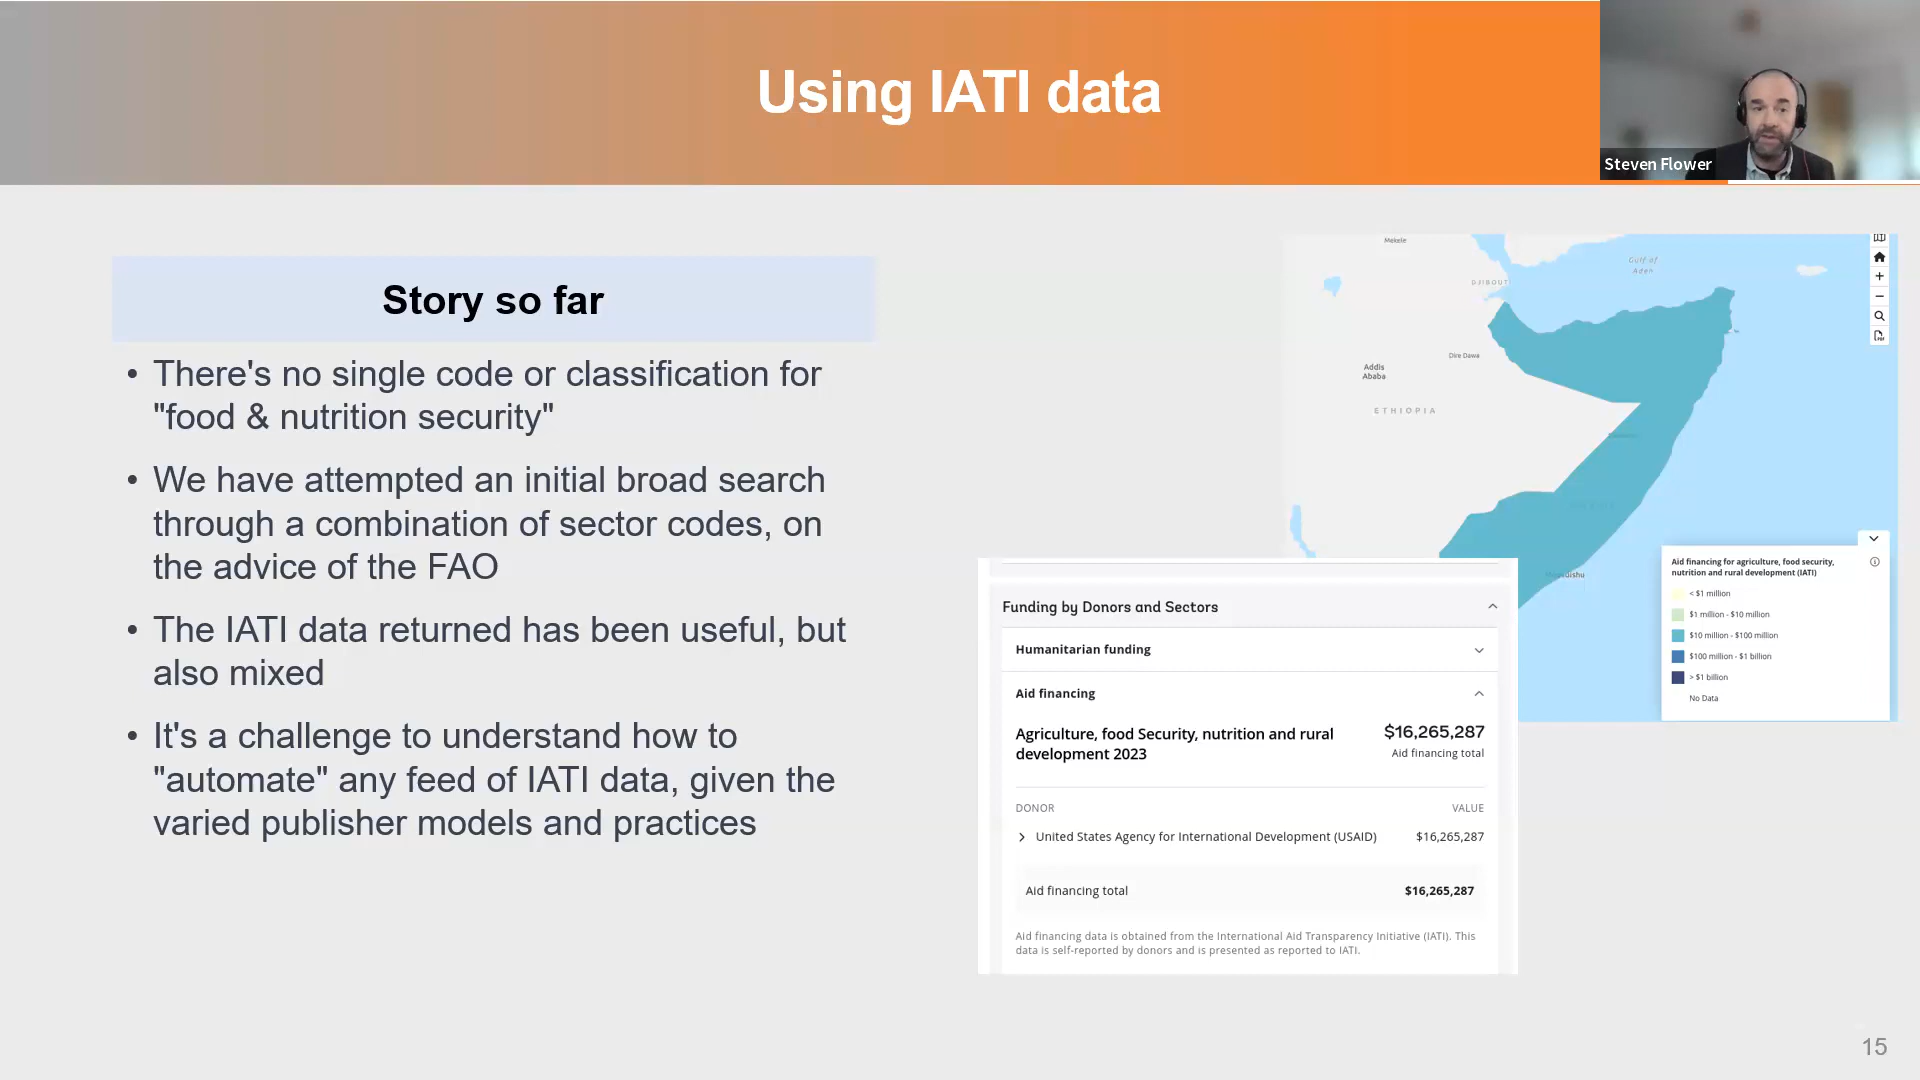 Using IATI data
Steven Flower
Story so far
• There's no single code or classification for
"food & nutrition security"
• We have attempted an initial broad search
through a combination of sector codes, on
the advice of the FAO
• The IATI data returned has been useful, but
also mixed
• It's a challenge to understand how to
"automate" any feed of IATI data, given the
varied publisher models and practices
Mekele
Gulf of
Aden
DJIBOUT
Dire Dawa
Addis
Ababa
ETHIOPIA
Aid financing for agriculture, food security,
nutrition and rural development (IATI)
< $1 million
$1 million - $10 million
$10 million - $100 million
$100 million - $1 billion
> $1 billion
No Data
Funding by Donors and Sectors
Humanitarian funding
Aid financing
Agriculture, food Security, nutrition and rural
development 2023
$16,265,287
Aid financing total
DONOR VALUE
United States Agency for International Development (USAID) $16,265,287
Aid financing total $16,265,287
Aid financing data is obtained from the International Aid Transparency Initiative (IATI). This
data is self-reported by donors and is presented as reported to IATI.
15